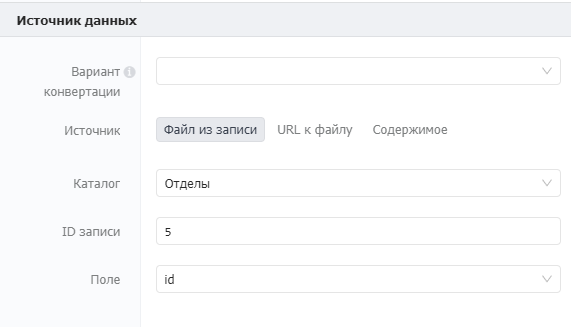 Источник данных
Вариант
конвертации
Источник
Файл из записи URL к файлу Содержимое
Каталог
Отделы
ID записи
5
Поле
id